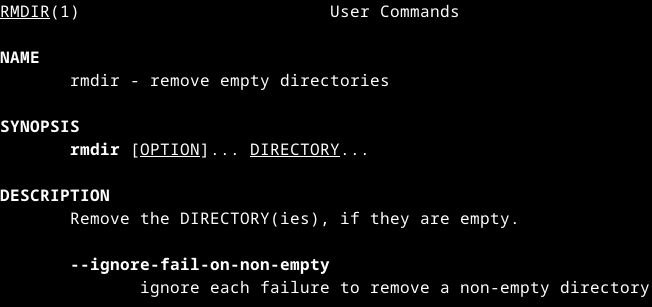 RMDIR(1) User Commands
NAME
rmdir - remove empty directories
SYNOPSIS
rmdir [OPTION]... DIRECTORY...
DESCRIPTION
Remove the DIRECTORY(ies), if they are empty.
--ignore-fail-on-non-empty
ignore each failure to remove a non-empty directory